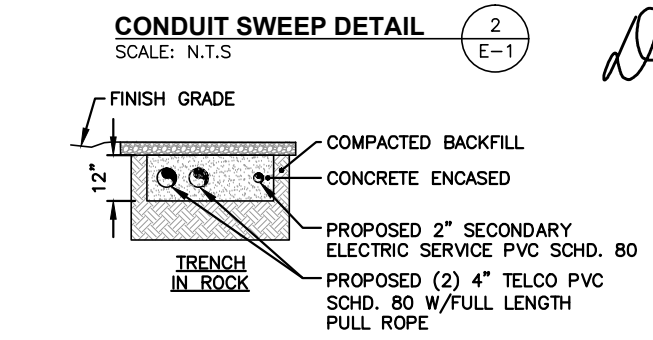 CONDUIT SWEEP DETAIL
SCALE: N.T.S
2
E-1
FINISH GRADE
12"
COMPACTED BACKFILL
CONCRETE ENCASED
PROPOSED 2" SECONDARY
ELECTRIC SERVICE PVC SCHD. 80
TRENCH
IN ROCK
PROPOSED (2) 4" TELCO PVC
SCHD. 80 W/FULL LENGTH
PULL ROPE